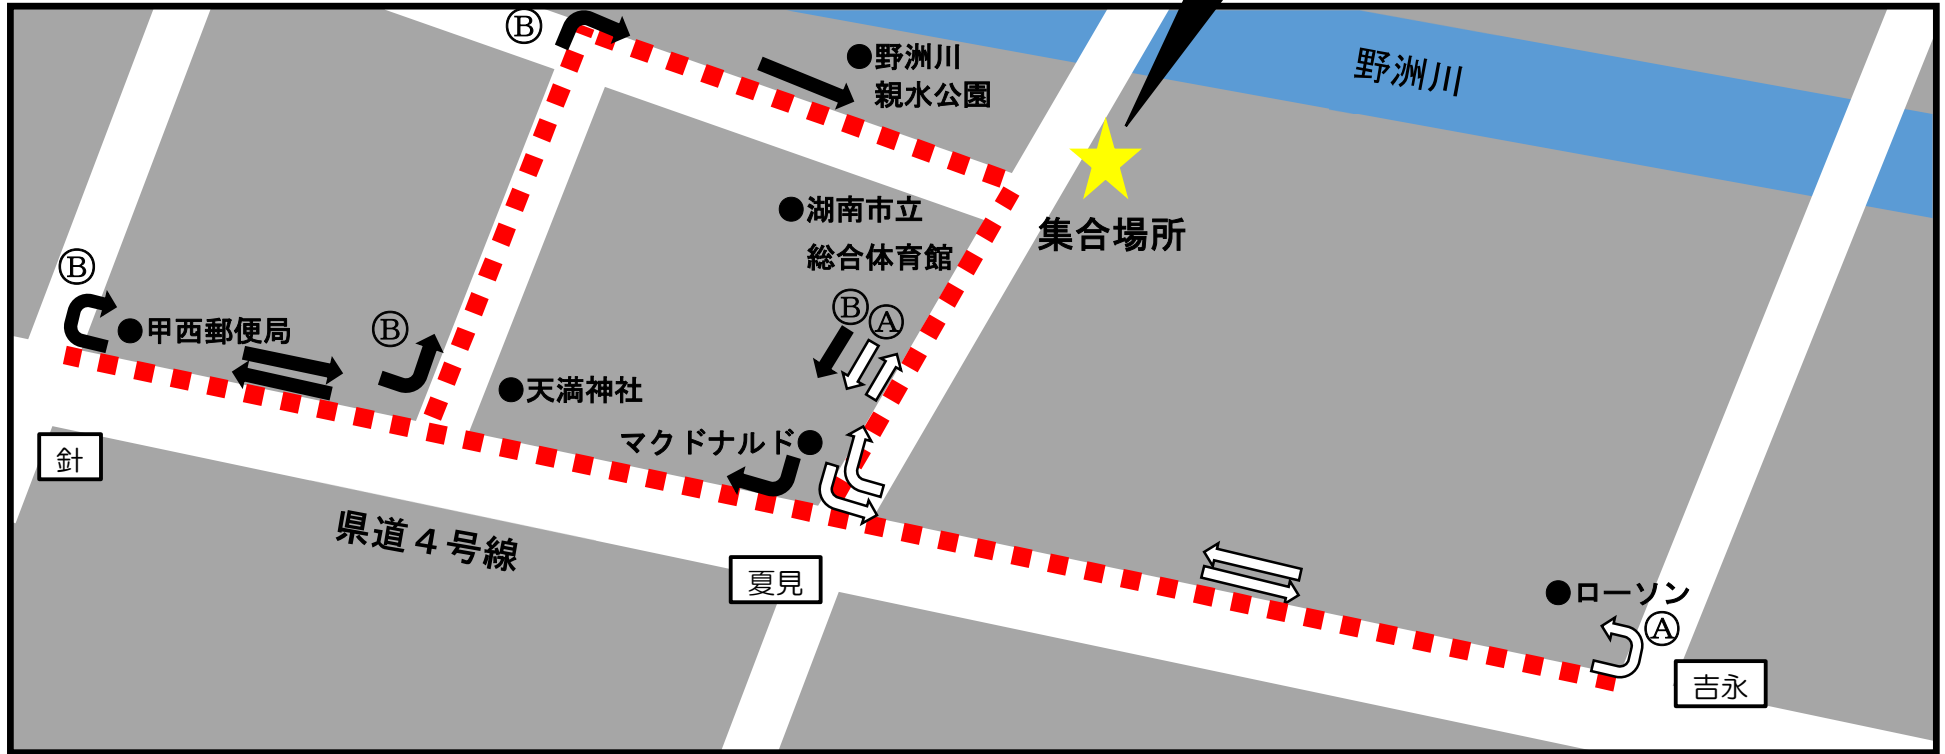 Ⓑ
●野洲川
親水公園
野洲川
●湖南市立
総合体育館
集合場所
Ⓑ
●甲西郵便局
Ⓑ
Ⓑ
Ⓐ
●天満神社
マクドナルド●
針
県道４号線
夏見
●ローソン
Ⓐ
吉永